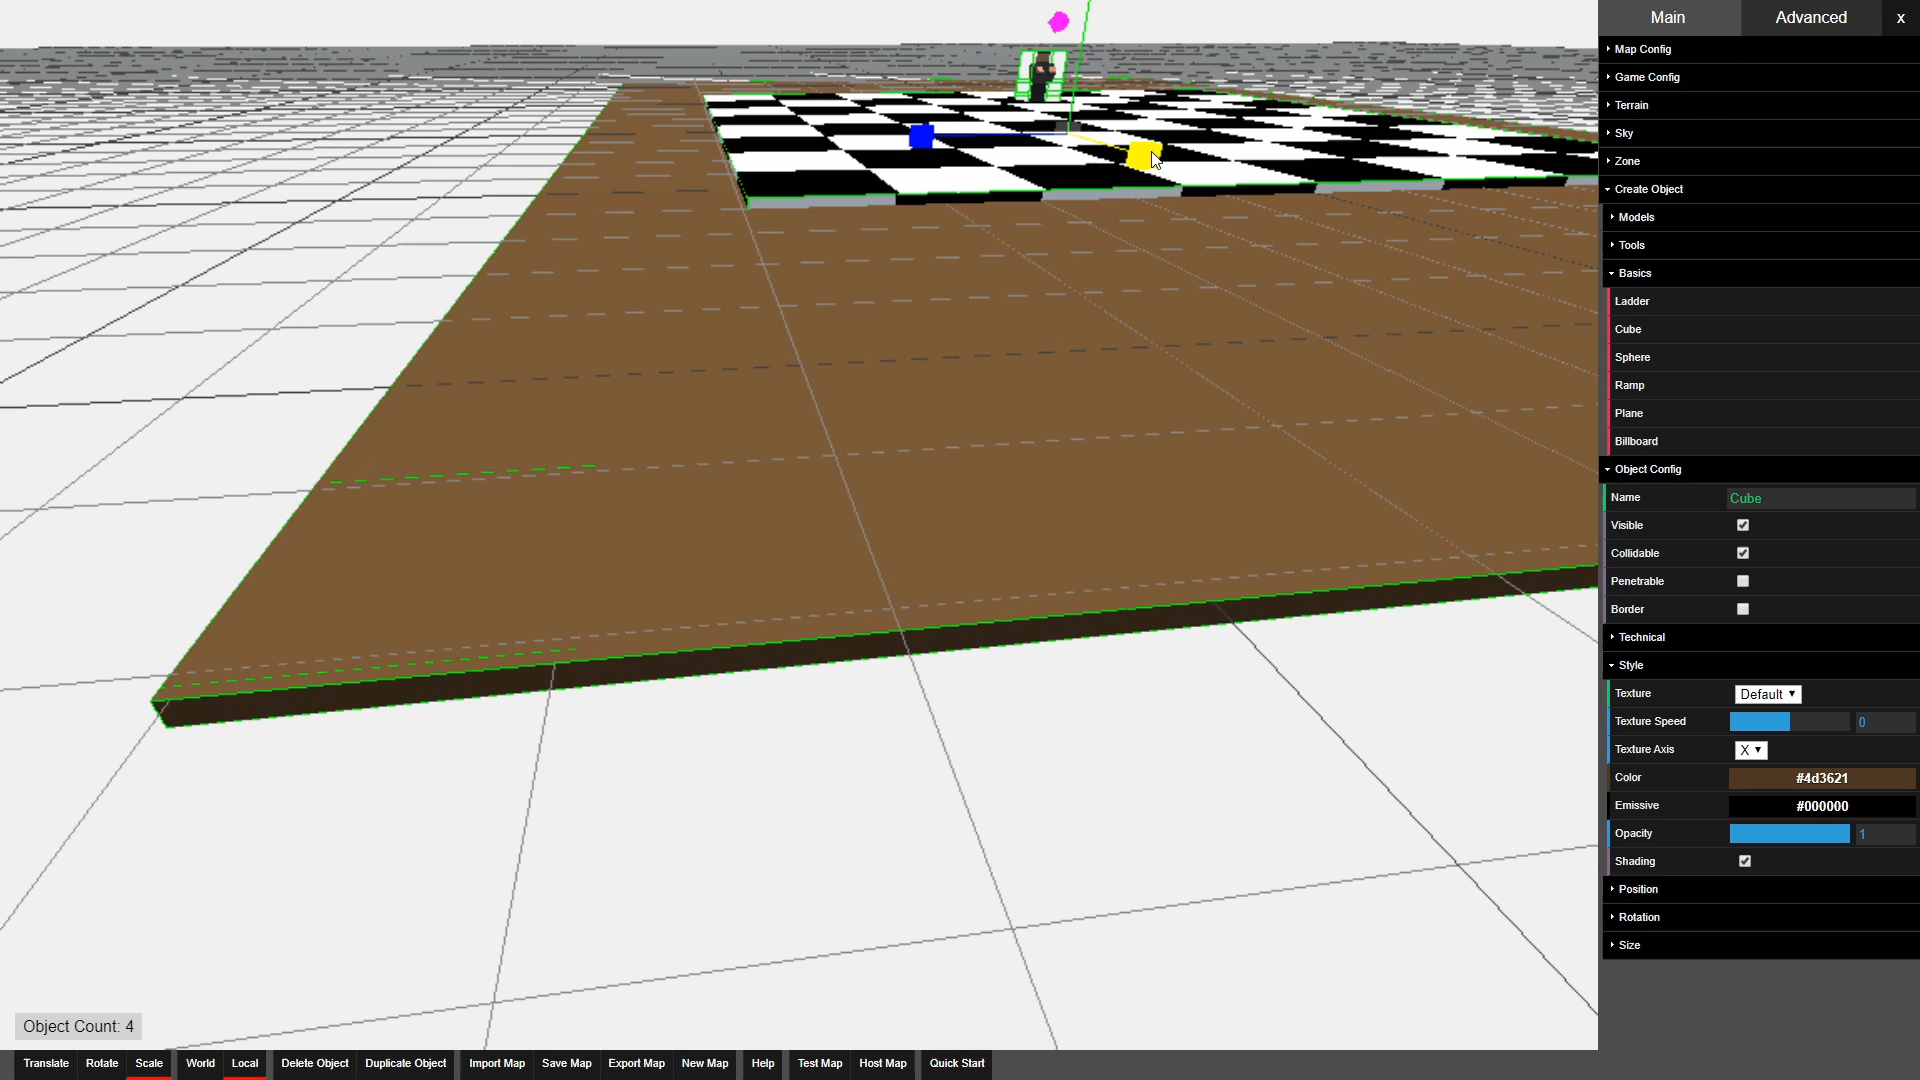 Main Advanced X
Map Config
Game Config
Terrain
Sky
Zone
Create Object
Models
Tools
Basics
Ladder
Cube
Sphere
Ramp
Plane
Billboard
Object Config
Name Cube
Visible
Collidable
Penetrable
Border
Technical
Style
Texture Default
Texture Speed 0
Texture Axis X
Color #4d3621
Emissive #000000
Opacity 1
Shading
Position
Rotation
Size
Object Count: 4
Translate Rotate Scale World Local Delete Object Duplicate Object Import Map Save Map Export Map New Map Help Test Map Host Map Quick Start